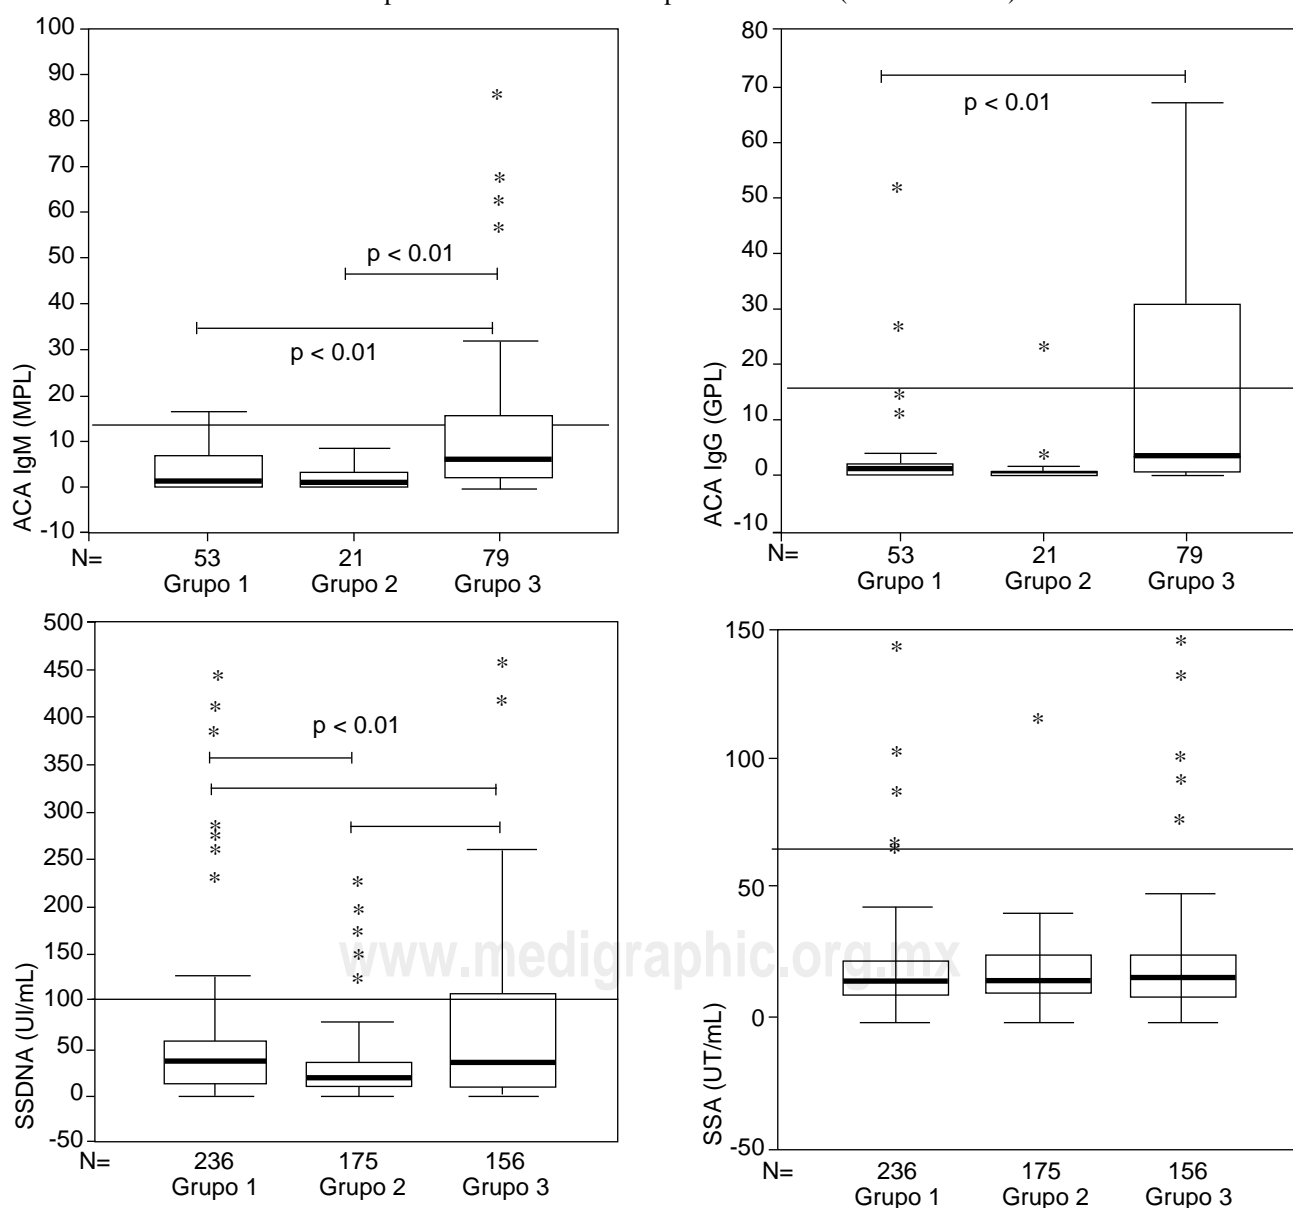 100
90
80
70
60
50
40
30
20
10
0
-10
ACA IgM (MPL)
p < 0.01
p < 0.01
N= 53 21 79
Grupo 1 Grupo 2 Grupo 3
80
70
60
50
40
30
20
10
0
-10
ACA IgG (GPL)
p < 0.01
N= 53 21 79
Grupo 1 Grupo 2 Grupo 3
500
450
400
350
300
250
200
150
100
50
0
-50
SSDNA (UI/mL)
p < 0.01
N= 236 175 156
Grupo 1 Grupo 2 Grupo 3
150
100
50
0
-50
SSA (UT/mL)
N= 236 175 156
Grupo 1 Grupo 2 Grupo 3
www.medigraphic.org.mx